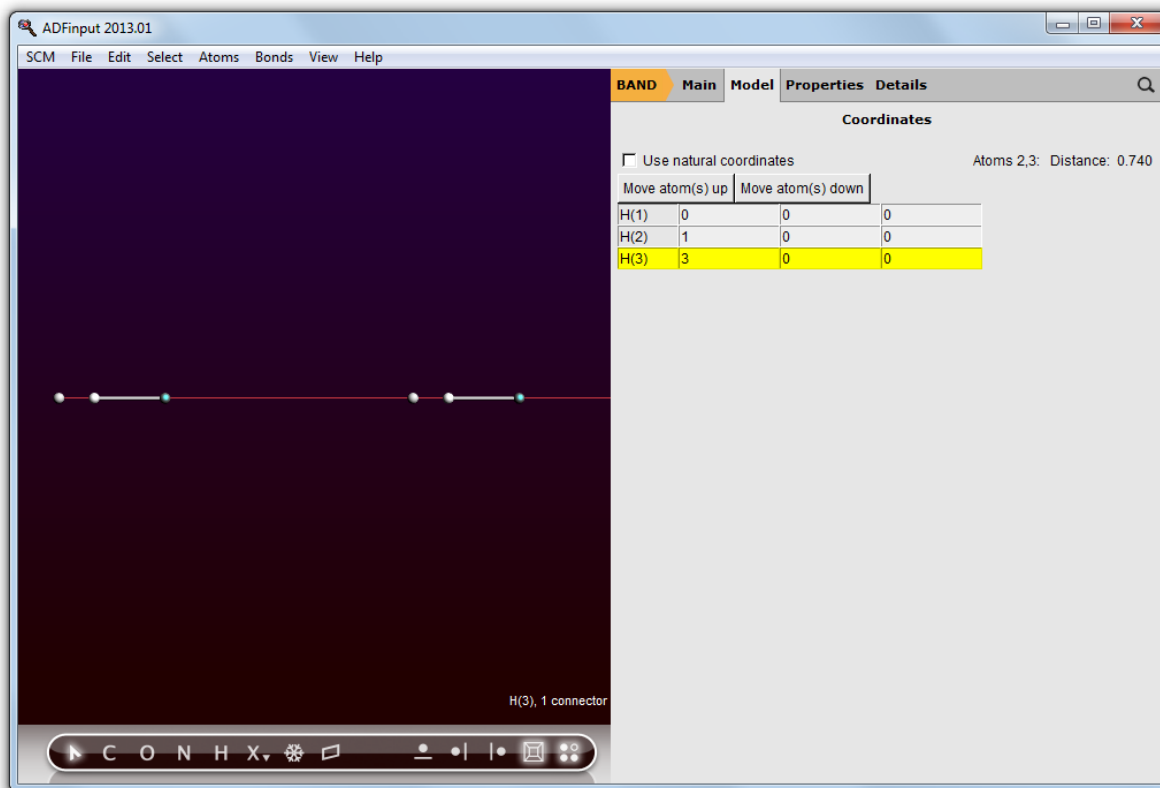 ADFinput 2013.01
SCM File Edit Select Atoms Bonds View Help
BAND Main Model Properties Details
Coordinates
Use natural coordinates Atoms 2,3: Distance: 0.740
Move atom(s) up Move atom(s) down
H(1) 0 0 0
H(2) 1 0 0
H(3) 3 0 0
H(3), 1 connector
C O N H X